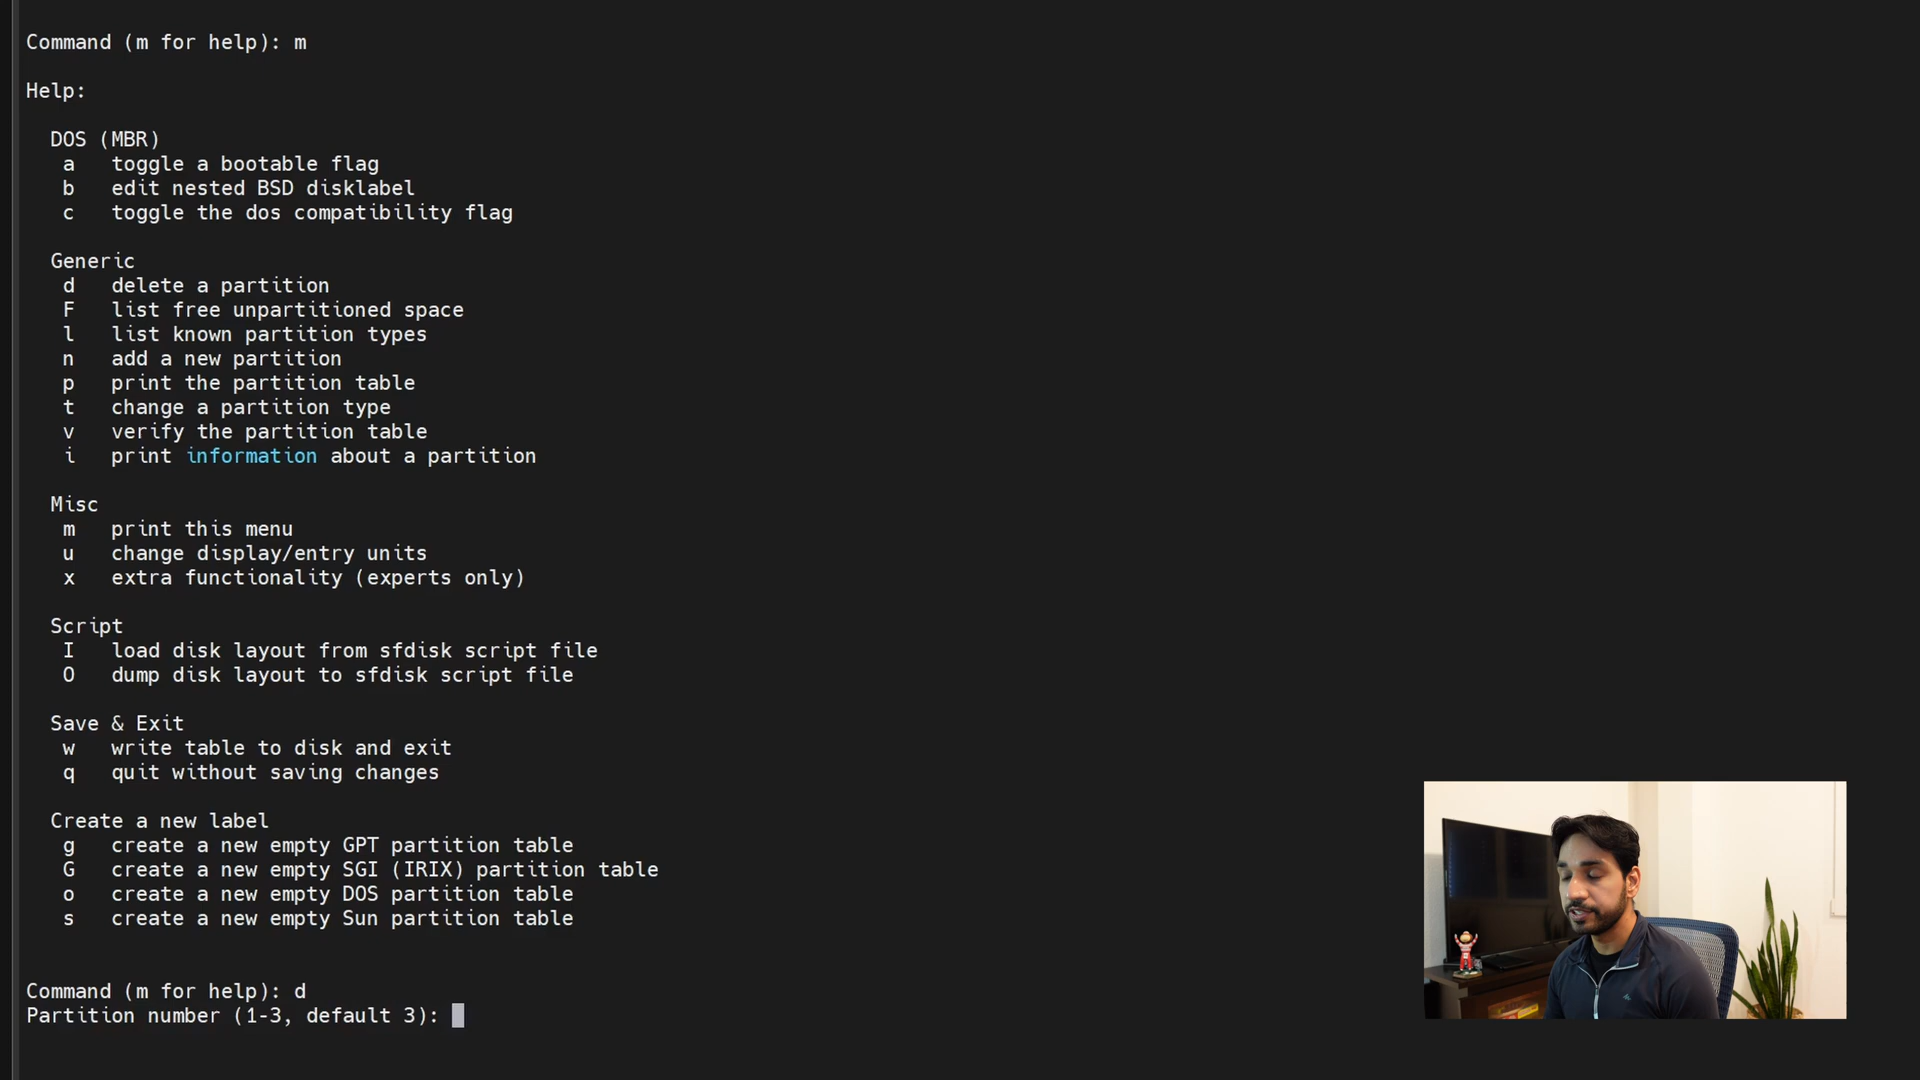 Command (m for help): m
Help:
DOS (MBR)
a toggle a bootable flag
b edit nested BSD disklabel
c toggle the dos compatibility flag
Generic
d delete a partition
F list free unpartitioned space
l list known partition types
n add a new partition
p print the partition table
t change a partition type
v verify the partition table
i print information about a partition
Misc
m print this menu
u change display/entry units
x extra functionality (experts only)
Script
I load disk layout from sfdisk script file
O dump disk layout to sfdisk script file
Save & Exit
w write table to disk and exit
q quit without saving changes
Create a new label
g create a new empty GPT partition table
G create a new empty SGI (IRIX) partition table
o create a new empty DOS partition table
s create a new empty Sun partition table
Command (m for help): d
Partition number (1-3, default 3):